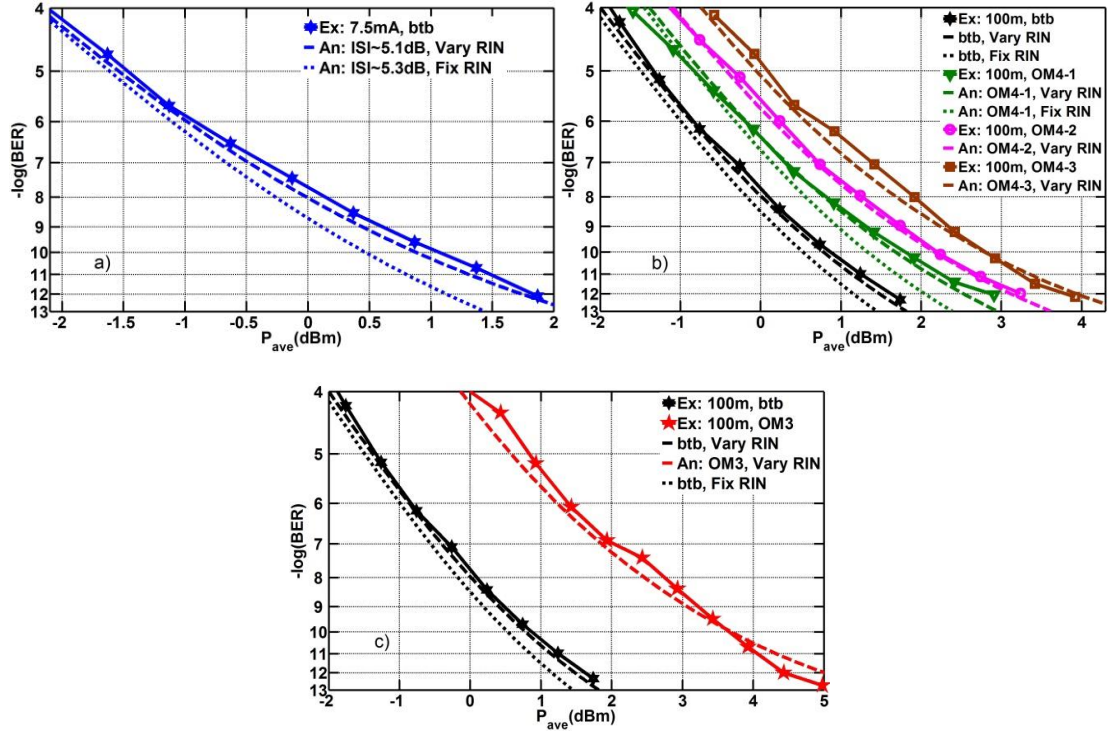 4
5
6
7
8
9
10
11
12
13
-log(BER)
Ex: 7.5mA, btb
An: ISI~5.1dB, Vary RIN
An: ISI~5.3dB, Fix RIN
a)
-2 -1.5 -1 -0.5 0 0.5 1 1.5 2
P_ave(dBm)
4
5
6
7
8
9
10
11
12
13
-log(BER)
Ex: 100m, btb
btb, Vary RIN
btb, Fix RIN
Ex: 100m, OM4-1
An: OM4-1, Vary RIN
An: OM4-1, Fix RIN
Ex: 100m, OM4-2
An: OM4-2, Vary RIN
Ex: 100m, OM4-3
An: OM4-3, Vary RIN
b)
-2 -1 0 1 2 3 4
P_ave(dBm)
4
5
6
7
8
9
10
11
12
13
-log(BER)
Ex: 100m, btb
Ex: 100m, OM3
btb, Vary RIN
An: OM3, Vary RIN
btb, Fix RIN
c)
-2 -1 0 1 2 3 4 5
P_ave(dBm)